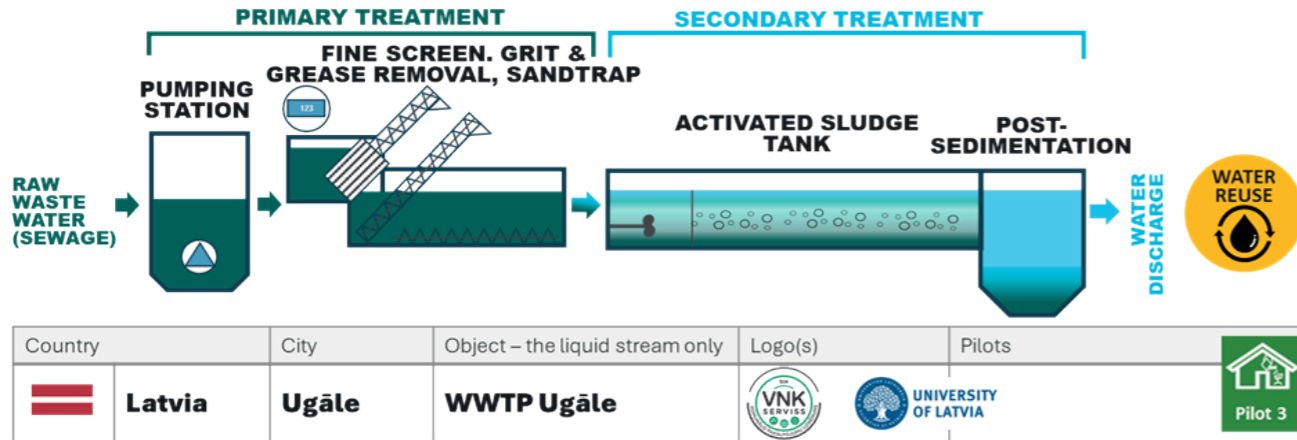 PRIMARY TREATMENT
SECONDARY TREATMENT
FINE SCREEN. GRIT &
GREASE REMOVAL, SANDTRAP
PUMPING
STATION
123
ACTIVATED SLUDGE
TANK
POST-
SEDIMENTATION
RAW
WASTE
WATER
(SEWAGE)
WATER
DISCHARGE
WATER
REUSE
Country
City
Object – the liquid stream only
Logo(s)
Pilots
Latvia
Ugāle
WWTP Ugāle
VNK
SERVISS
UNIVERSITY
OF LATVIA
Pilot 3